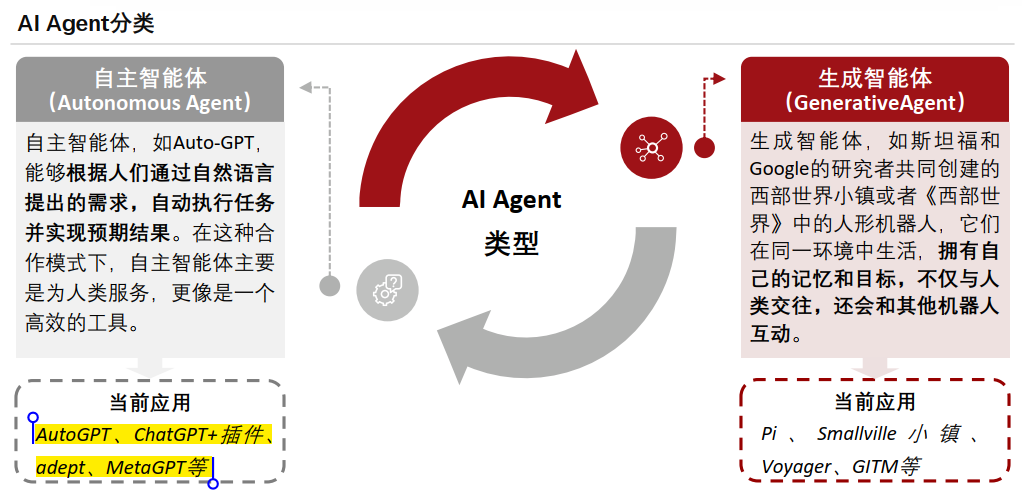 AI Agent分类
自主智能体
（Autonomous Agent）
自主智能体，如Auto-GPT，
能够根据人们通过自然语言
提出的需求，自动执行任务
并实现预期结果。在这种合
作模式下，自主智能体主要
是为人类服务，更像是一个
高效的工具。
当前应用
AutoGPT、ChatGPT+插件、
adept、MetaGPT等
AI Agent
类型
生成智能体
（GenerativeAgent）
生成智能体，如斯坦福和
Google的研究者共同创建的
西部世界小镇或者《西部世
界》中的人形机器人，它们
在同一环境中生活，拥有自
己的记忆和目标，不仅与人
类交往，还会和其他机器人
互动。
当前应用
Pi 、 Smallville 小镇、
Voyager、GITM等